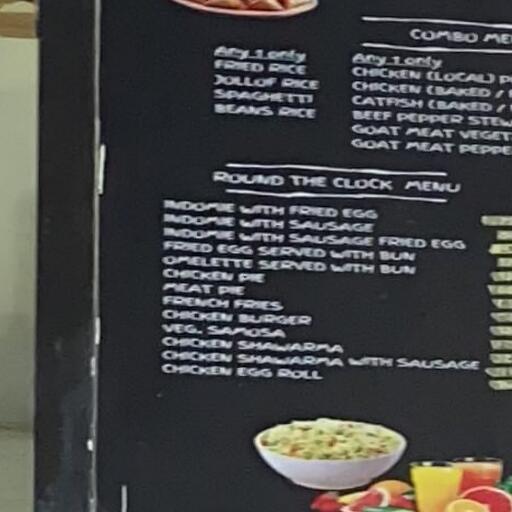 COMBO ME
Any 1 only
FRIED RICE
JOLLOF RICE
SPAGHETTI
BEANS RICE
Any 1 only
CHICKEN (LOCAL) P
CHICKEN (BAKED /
CATFISH (BAKED /
BEEF PEPPER STEW
GOAT MEAT VEGET
GOAT MEAT PEPPE
ROUND THE CLOCK MENU
INDOMIE WITH FRIED EGG
INDOMIE WITH SAUSAGE
INDOMIE WITH SAUSAGE FRIED EGG
FRIED EGG SERVED WITH BUN
OMELETTE SERVED WITH BUN
CHICKEN PIE
MEAT PIE
FRENCH FRIES
CHICKEN BURGER
VEG. SAMOSA
CHICKEN SHAWARMA
CHICKEN SHAWARMA WITH SAUSAGE
CHICKEN EGG ROLL